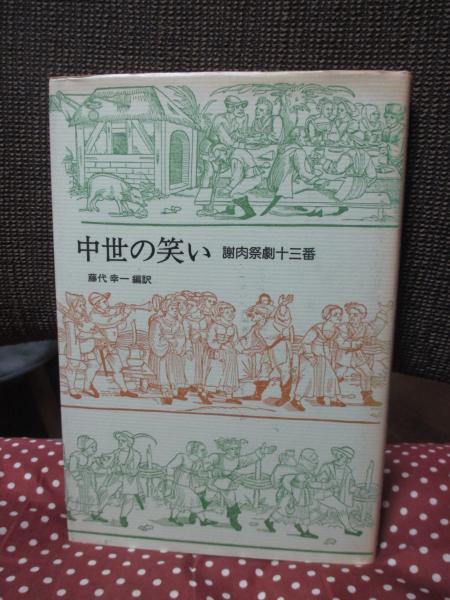 中世の笑い 謝肉祭劇十三番
藤代幸一編訳